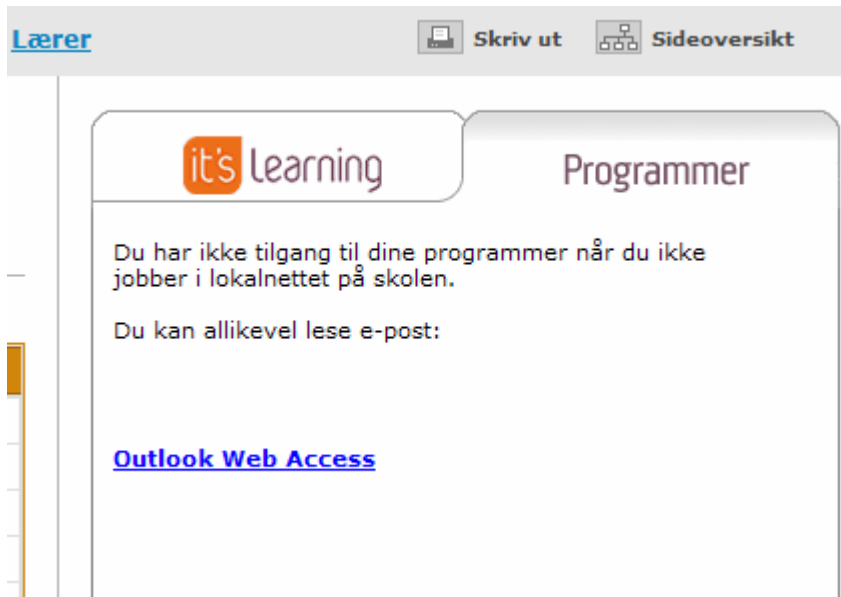 Lærer
Skriv ut
Sideoversikt
it's learning
Programmer
Du har ikke tilgang til dine programmer når du ikke
jobber i lokalnettet på skolen.
Du kan allikevel lese e-post:
Outlook Web Access